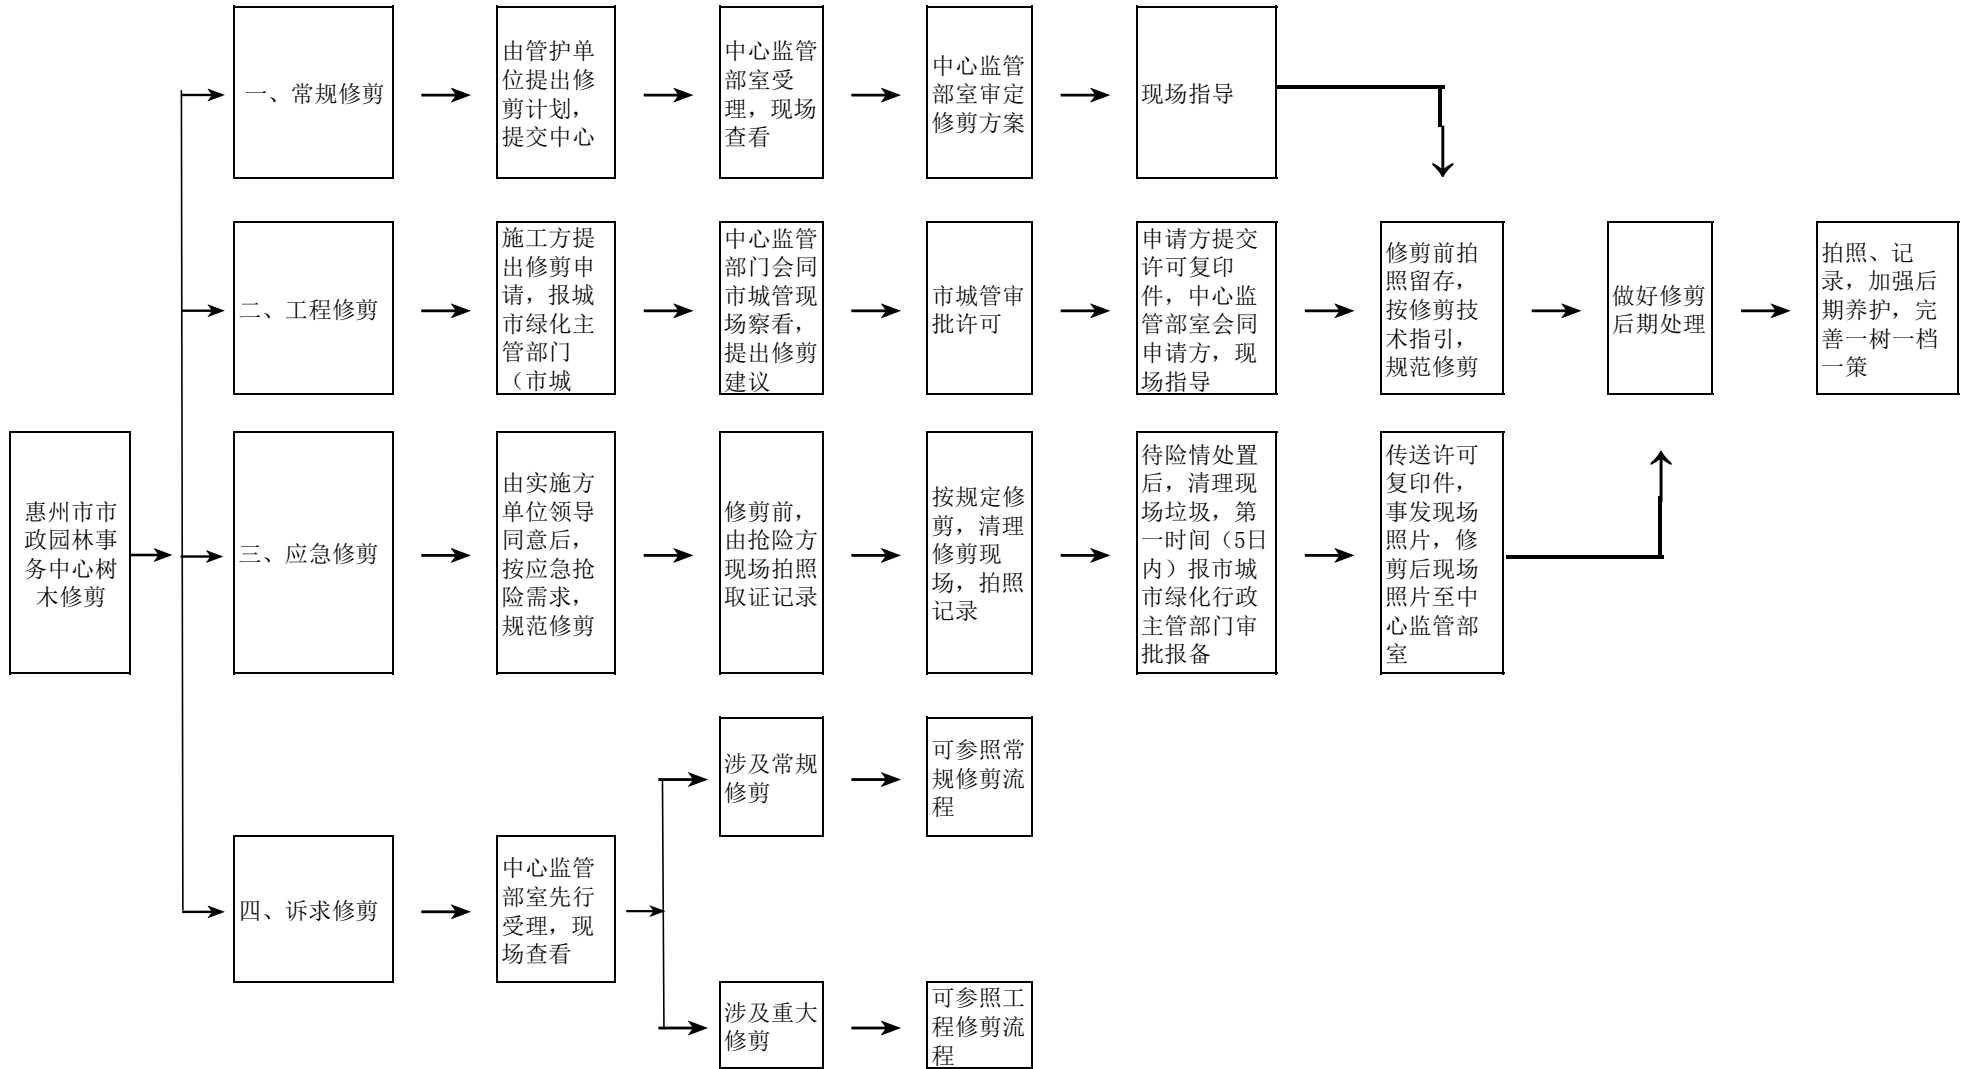 惠州市市
政园林事
务中心树
木修剪
一、常规修剪
由管护单
位提出修
剪计划，
提交中心
中心监管
部室受
理，现场
查看
中心监管
部室审定
修剪方案
现场指导
二、工程修剪
施工方提
出修剪申
请，报城
市绿化主
管部门
（市城
中心监管
部门会同
市城管现
场察看，
提出修剪
建议
市城管审
批许可
申请方提交
许可复印
件，中心监
管部室会同
申请方，现
场指导
修剪前拍
照留存，
按修剪技
术指引，
规范修剪
做好修剪
后期处理
拍照、记
录，加强后
期养护，完
善一树一档
一策
三、应急修剪
由实施方
单位领导
同意后，
按应急抢
险需求，
规范修剪
修剪前，
由抢险方
现场拍照
取证记录
按规定修
剪，清理
修剪现
场，拍照
记录
待险情处置
后，清理现
场垃圾，第
一时间（5日
内）报市城
市绿化行政
主管部门审
批报备
传送许可
复印件，
事发现场
照片，修
剪后现场
照片至中
心监管部
室
四、诉求修剪
中心监管
部室先行
受理，现
场查看
涉及常规
修剪
可参照常
规修剪流
程
涉及重大
修剪
可参照工
程修剪流
程